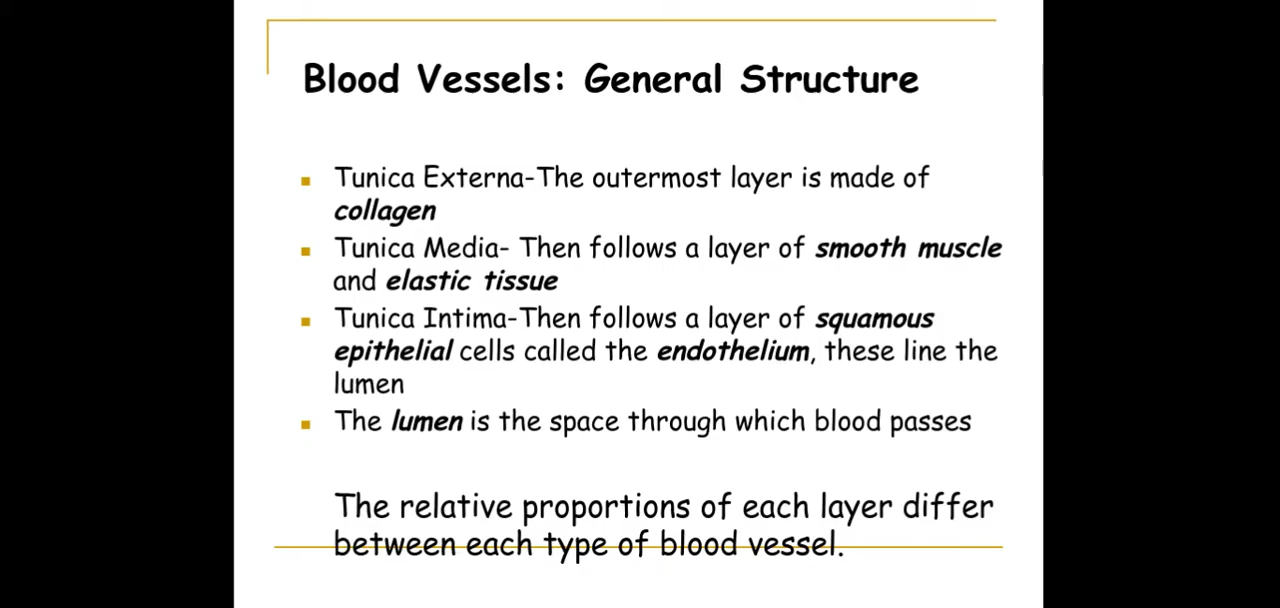 Blood Vessels: General Structure
Tunica Externa-The outermost layer is made of
collagen
Tunica Media- Then follows a layer of smooth muscle
and elastic tissue
Tunica Intima-Then follows a layer of squamous
epithelial cells called the endothelium, these line the
lumen
The lumen is the space through which blood passes
The relative proportions of each layer differ
between each type of blood vessel.